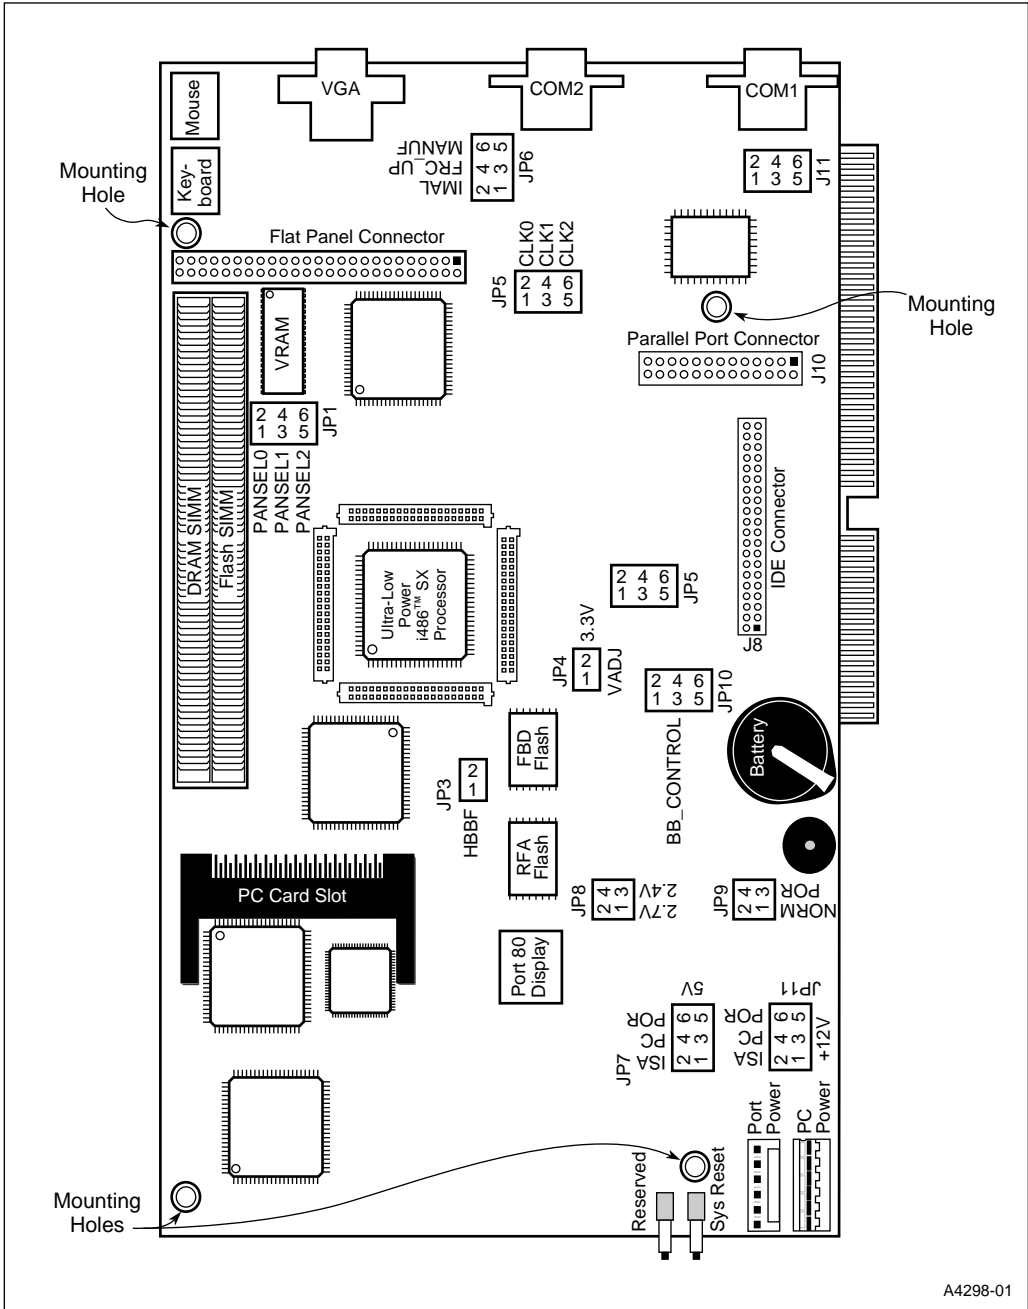 VGA
COM2
COM1
Mouse
Key-
board
Mounting
Hole
MANUF
FRC_UP
IMAL
6 5
4 3
2 1
JP6
2 4 6
1 3 5
J11
Flat Panel Connector
CLK0
CLK1
CLK2
JP5
2 4 6
1 3 5
Mounting
Hole
Parallel Port Connector
J10
VRAM
2 4 6
1 3 5
JP1
PANSEL0
PANSEL1
PANSEL2
DRAM SIMM
Flash SIMM
IDE Connector
J8
Ultra-Low
Power
i486™ SX
Processor
2 4 6
1 3 5
JP5
3.3V
JP4
2
1
VADJ
2 4 6
1 3 5
JP10
BB_CONTROL
Battery
FBD
Flash
JP3
2
1
HBBF
RFA
Flash
PC Card Slot
JP8
2 4
1 3
2.7V
2.4V
JP9
2 4
1 3
NORM
POR
Port 80
Display
5V
POR
PC
ISA
JP7
2 4 6
1 3 5
JP11
POR
PC
ISA
2 4 6
1 3 5
+12V
Port
Power
PC
Power
Reserved
Sys Reset
Mounting
Holes
A4298-01